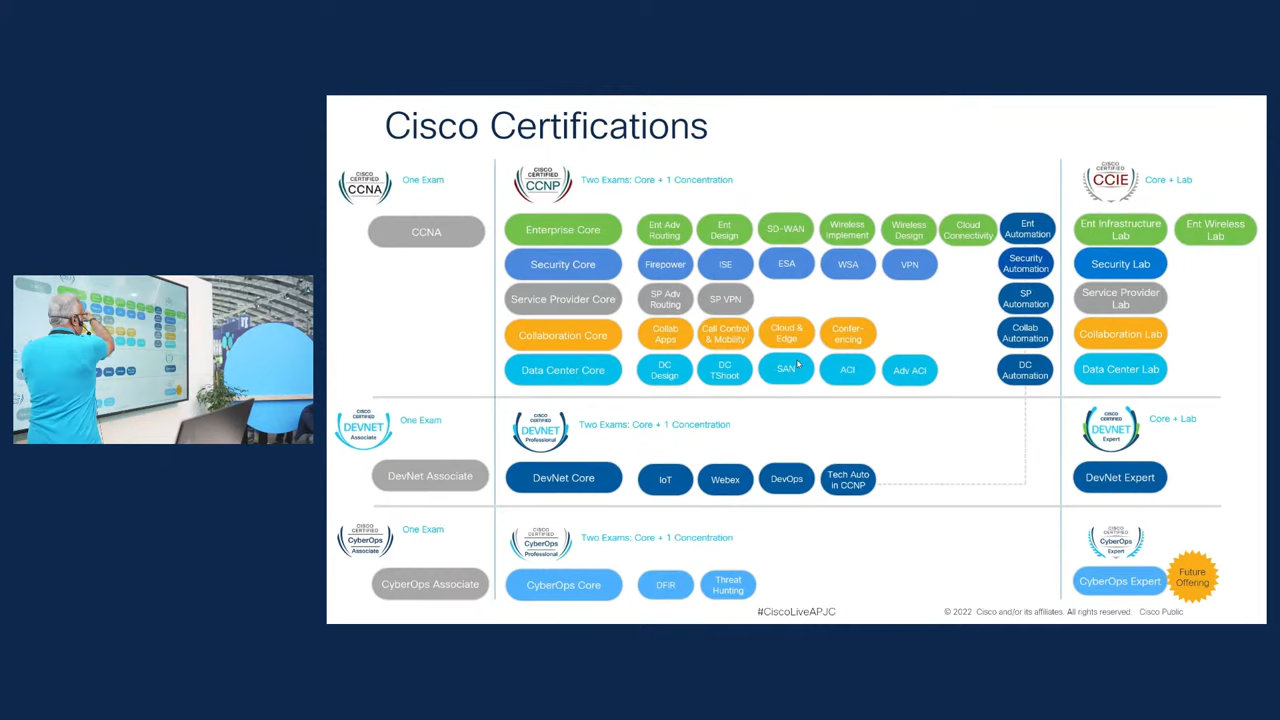 Cisco Certifications
CISCO
CERTIFIED
CCNA
One Exam
CISCO
CERTIFIED
CCNP
Two Exams: Core + 1 Concentration
CISCO
CERTIFIED
CCIE
Core + Lab
CCNA
Enterprise Core
Ent Adv
Routing
Ent
Design
SD-WAN
Wireless
Implement
Wireless
Design
Cloud
Connectivity
Ent
Automation
Ent Infrastructure
Lab
Ent Wireless
Lab
Security Core
Firepower
ISE
ESA
WSA
VPN
Security
Automation
Security Lab
Service Provider Core
SP Adv
Routing
SP VPN
SP
Automation
Service Provider
Lab
Collaboration Core
Collab
Apps
Call Control
& Mobility
Cloud &
Edge
Confer-
encing
Collab
Automation
Collaboration Lab
Data Center Core
DC
Design
DC
TShoot
SAN
ACI
Adv ACI
DC
Automation
Data Center Lab
CISCO
CERTIFIED
DEVNET
Associate
One Exam
CISCO
CERTIFIED
DEVNET
Professional
Two Exams: Core + 1 Concentration
CISCO
CERTIFIED
DEVNET
Expert
Core + Lab
DevNet Associate
DevNet Core
IoT
Webex
DevOps
Tech Auto
in CCNP
DevNet Expert
CISCO
CERTIFIED
CyberOps
Associate
One Exam
CISCO
CERTIFIED
CyberOps
Professional
Two Exams: Core + 1 Concentration
CISCO
CERTIFIED
CyberOps
Expert
CyberOps Associate
CyberOps Core
DFIR
Threat
Hunting
CyberOps Expert
Future
Offering
#CiscoLiveAPJC
© 2022 Cisco and/or its affiliates. All rights reserved. Cisco Public